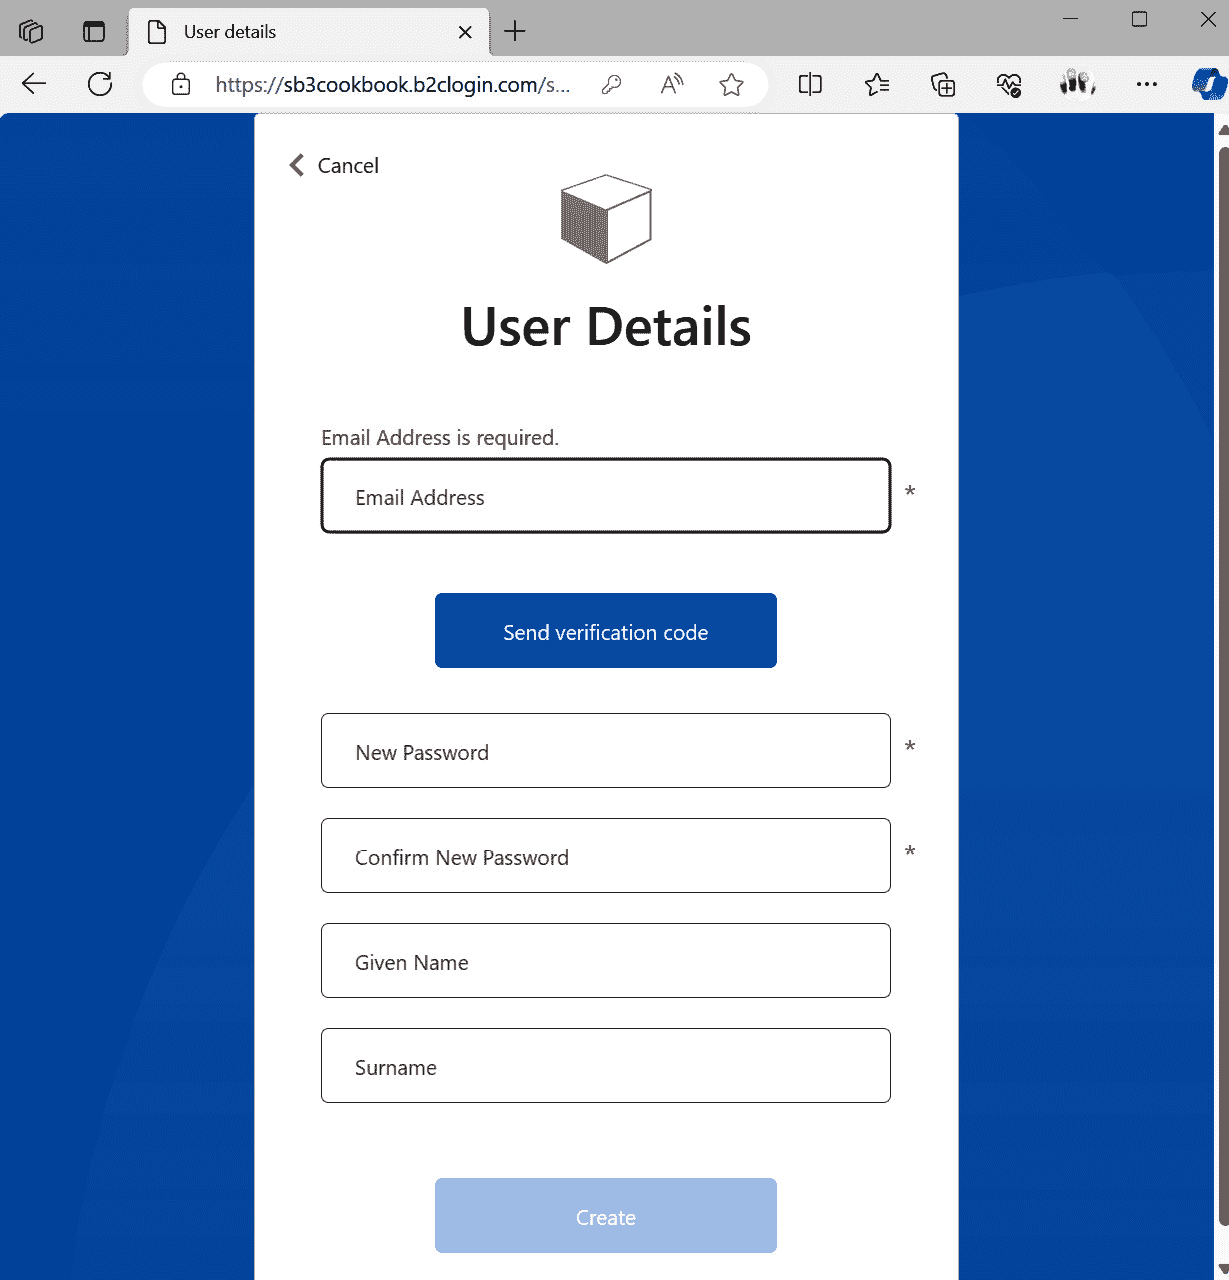 User details
https://sb3cookbook.b2clogin.com/s...
Cancel
User Details
Email Address is required.
Email Address *
Send verification code
New Password *
Confirm New Password *
Given Name
Surname
Create